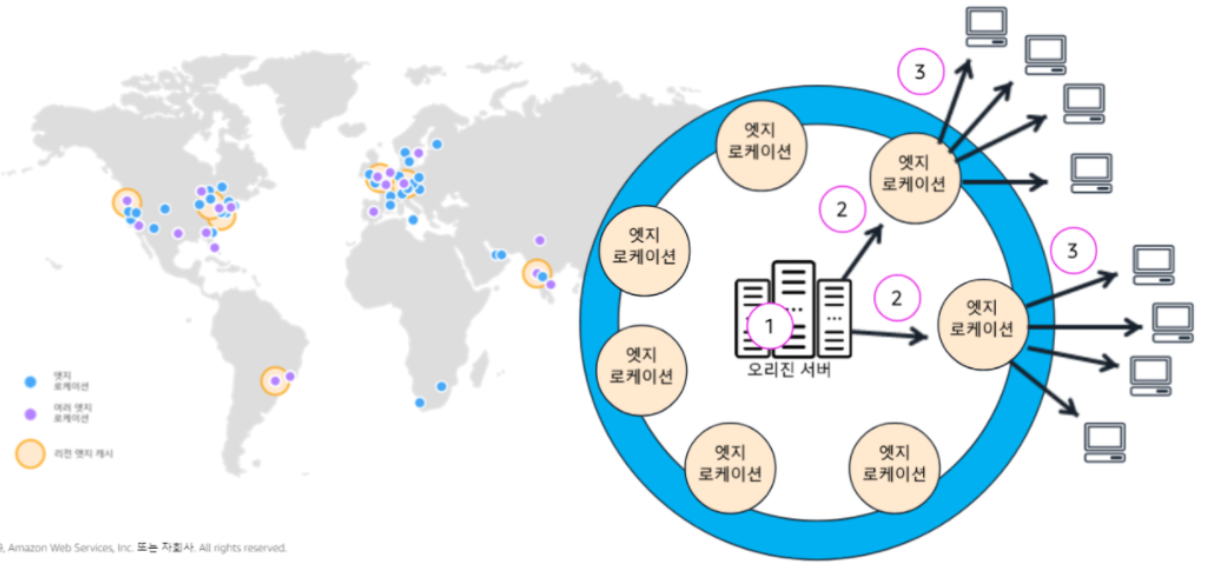 엣지
로케이션
여러 엣지
로케이션
리전 엣지 캐시
, Amazon Web Services, Inc. 또는 자회사. All rights reserved.
엣지
로케이션
엣지
로케이션
3
2
엣지
로케이션
3
2
1
오리진 서버
엣지
로케이션
엣지
로케이션
엣지
로케이션
엣지
로케이션